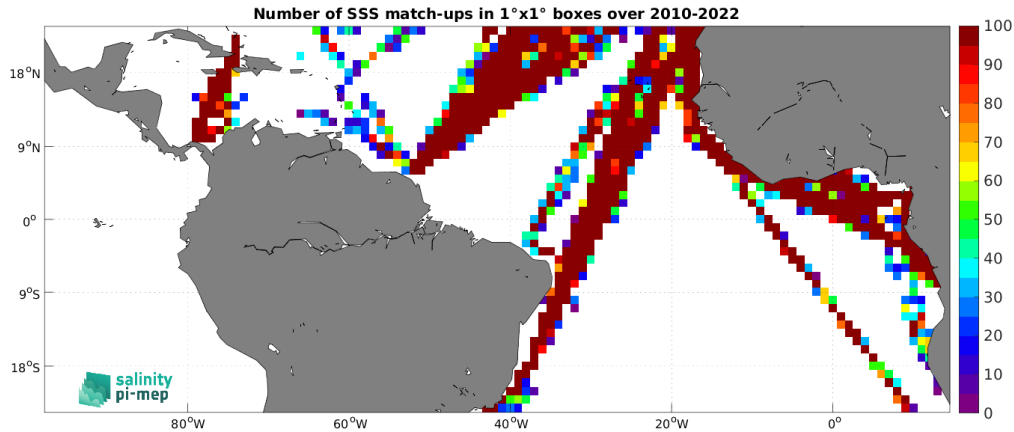 Number of SSS match-ups in 1°x1° boxes over 2010-2022
100
90
80
70
60
50
40
30
20
10
0
18°N
9°N
0°
9°S
18°S
salinity
pi-mep
80°W
60°W
40°W
20°W
0°